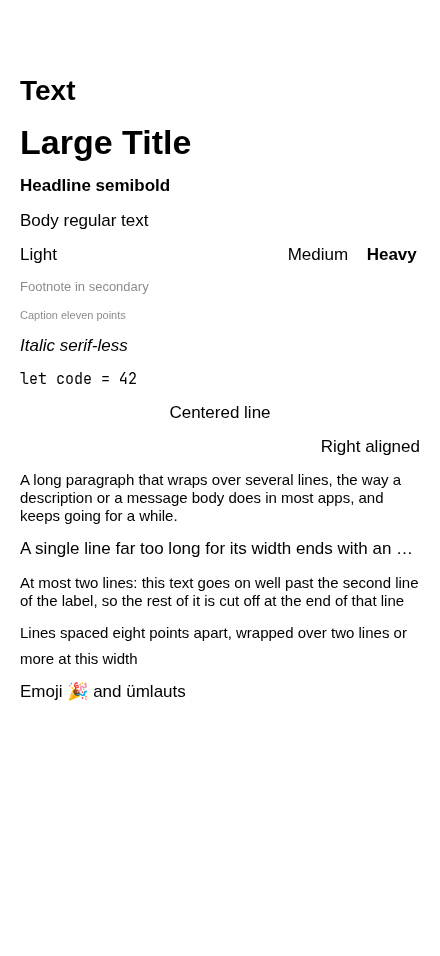 Text
Large Title
Headline semibold
Body regular text
Light Medium Heavy
Footnote in secondary
Caption eleven points
Italic serif-less
let code = 42
Centered line
Right aligned
A long paragraph that wraps over several lines, the way a
description or a message body does in most apps, and
keeps going for a while.
A single line far too long for its width ends with an …
At most two lines: this text goes on well past the second line
of the label, so the rest of it is cut off at the end of that line
Lines spaced eight points apart, wrapped over two lines or
more at this width
Emoji 🎉 and ümlauts